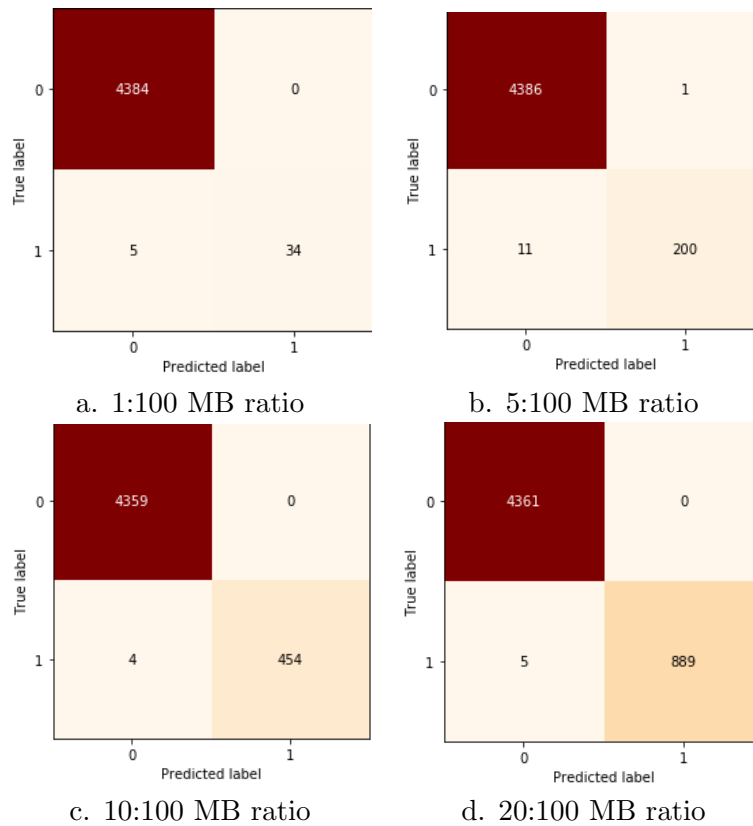 0
4384
0
True label
1
5
34
0
1
Predicted label
a. 1:100 MB ratio
0
4386
1
True label
1
11
200
0
1
Predicted label
b. 5:100 MB ratio
0
4359
0
True label
1
4
454
0
1
Predicted label
c. 10:100 MB ratio
0
4361
0
True label
1
5
889
0
1
Predicted label
d. 20:100 MB ratio